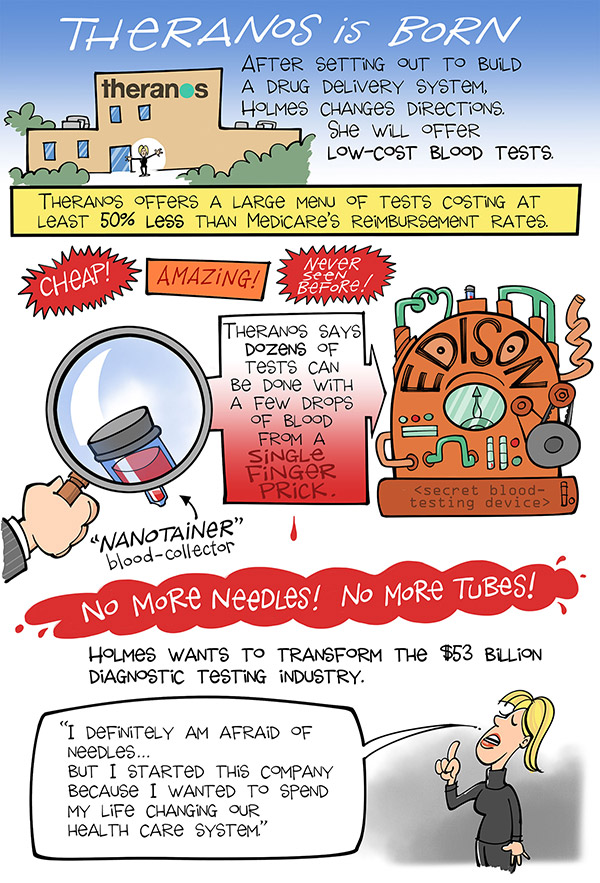 THERANOS IS BORN
theranos
AFTER SETTING OUT TO BUILD
A DRUG DELIVERY SYSTEM,
HOLMES CHANGES DIRECTIONS.
SHE WILL OFFER
LOW-COST BLOOD TESTS.
THERANOS OFFERS A LARGE MENU OF TESTS COSTING AT
LEAST 50% LESS THAN MEDICARE'S REIMBURSEMENT RATES.
CHEAP!
AMAZING!
NEVER
SEEN
BEFORE!
THERANOS SAYS
DOZENS OF
TESTS CAN
BE DONE WITH
A FEW DROPS
OF BLOOD
FROM A
SINGLE
FINGER
PRICK.
EDISON
<secret blood-
testing device>
"NANOTAINER"
blood-collector
NO MORE NEEDLES! NO MORE TUBES!
HOLMES WANTS TO TRANSFORM THE $53 BILLION
DIAGNOSTIC TESTING INDUSTRY.
"I DEFINITELY AM AFRAID OF
NEEDLES...
BUT I STARTED THIS COMPANY
BECAUSE I WANTED TO SPEND
MY LIFE CHANGING OUR
HEALTH CARE SYSTEM."